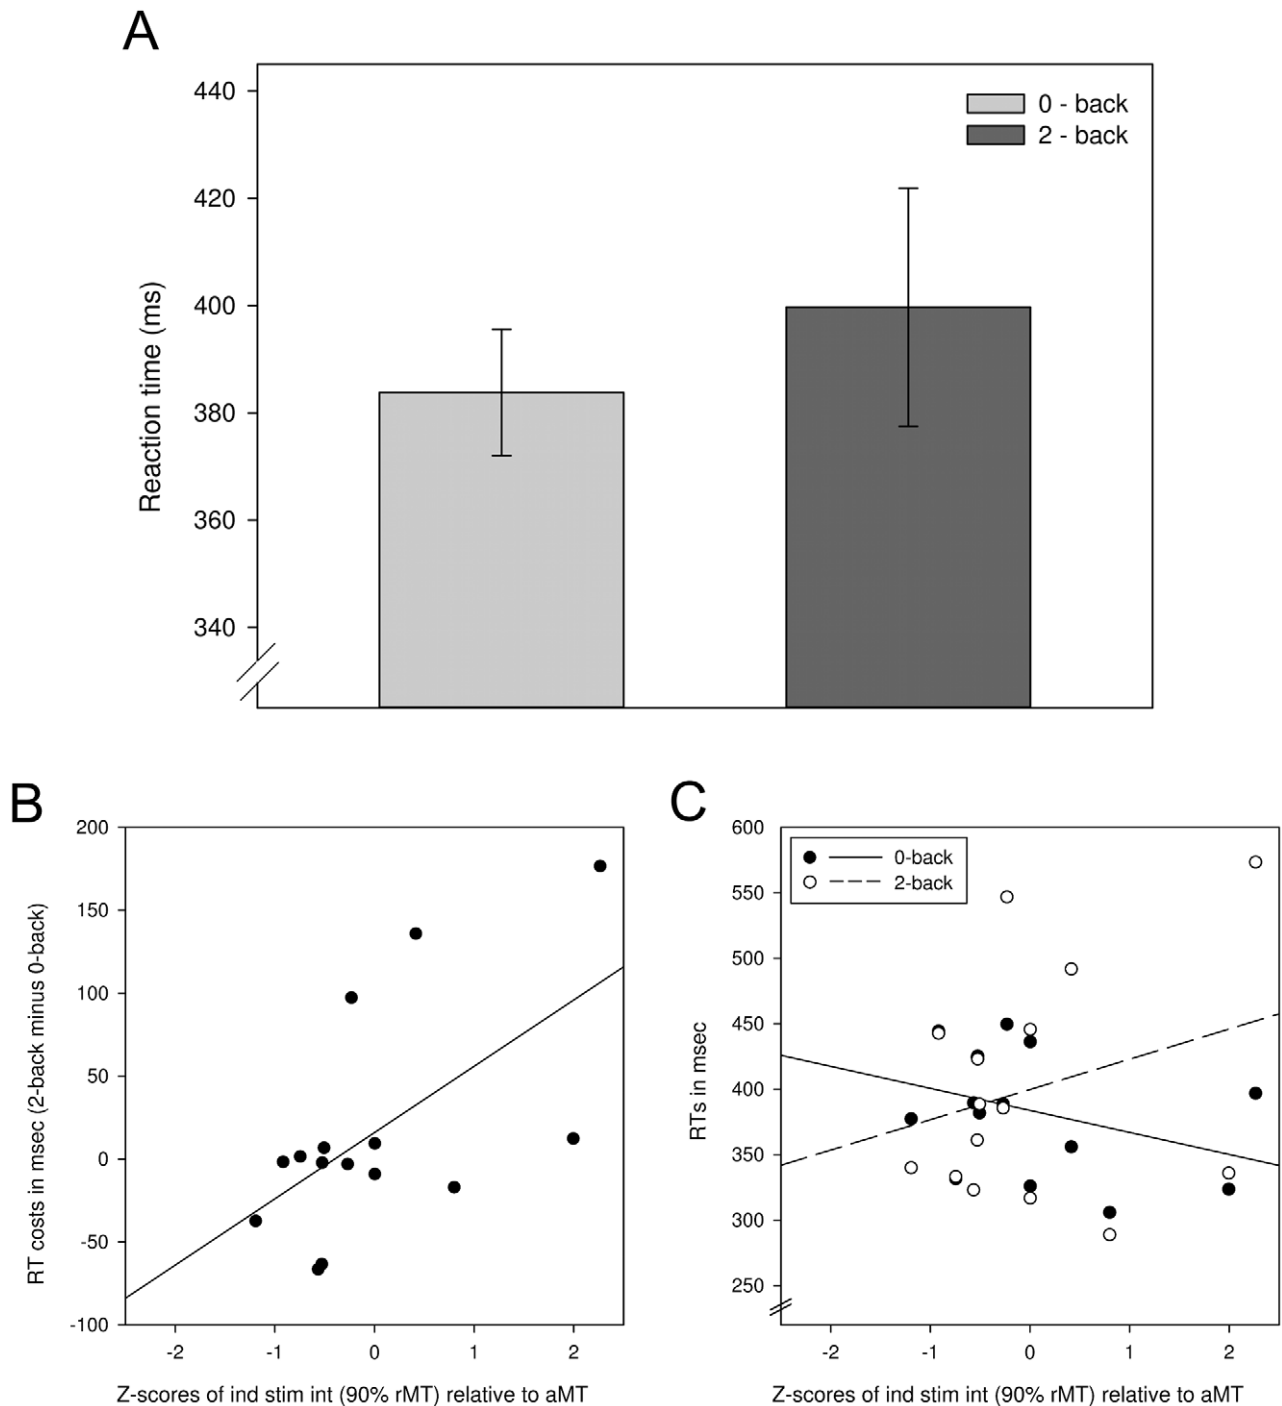 A
440
420
400
380
360
340
Reaction time (ms)
0 - back
2 - back
B
200
150
100
50
0
-50
-100
RT costs in msec (2-back minus 0-back)
-2 -1 0 1 2
Z-scores of ind stim int (90% rMT) relative to aMT
C
600
550
500
450
400
350
300
250
RTs in msec
0-back
2-back
-2 -1 0 1 2
Z-scores of ind stim int (90% rMT) relative to aMT